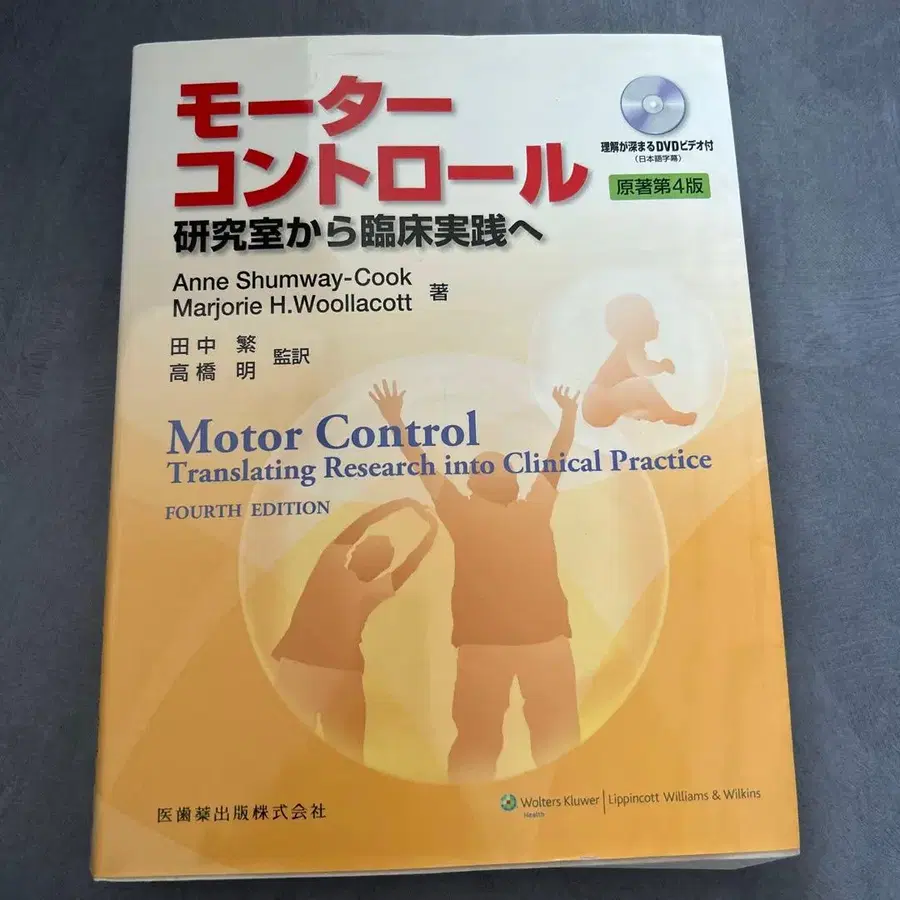 モーター
コントロール
研究室から臨床実践へ
理解が深まるDVDビデオ付
(日本語字幕)
原著第4版
Anne Shumway-Cook
Marjorie H.Woollacott
著
田中 繁
高橋 明
監訳
Motor Control
Translating Research into Clinical Practice
FOURTH EDITION
医歯薬出版株式会社
Wolters Kluwer | Lippincott Williams & Wilkins
Health